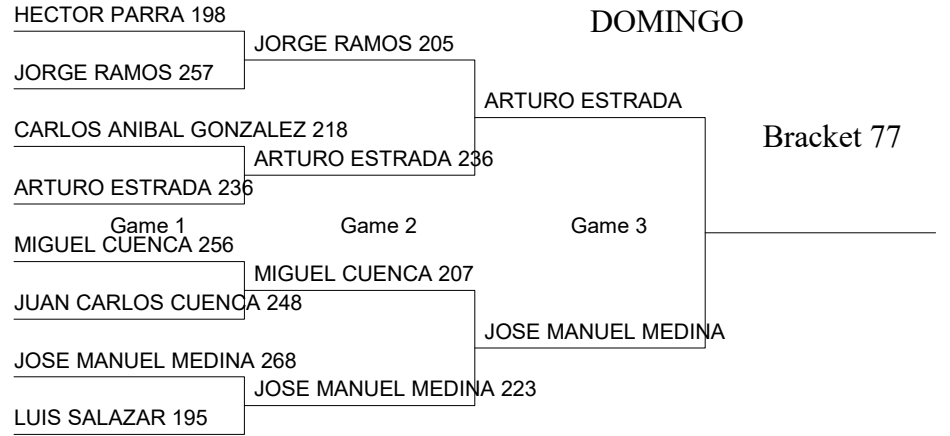 HECTOR PARRA 198
DOMINGO
JORGE RAMOS 205
JORGE RAMOS 257
ARTURO ESTRADA
CARLOS ANIBAL GONZALEZ 218
Bracket 77
ARTURO ESTRADA 236
ARTURO ESTRADA 236
Game 1
Game 2
Game 3
MIGUEL CUENCA 256
MIGUEL CUENCA 207
JUAN CARLOS CUENCA 248
JOSE MANUEL MEDINA
JOSE MANUEL MEDINA 268
JOSE MANUEL MEDINA 223
LUIS SALAZAR 195